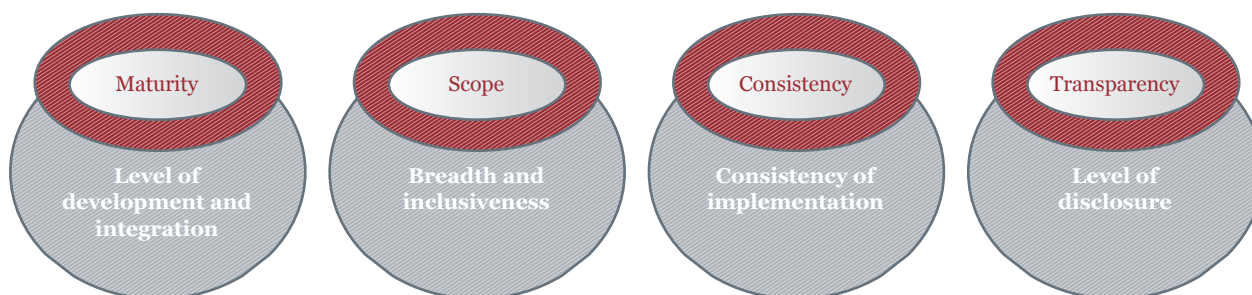 Maturity
Level of
development and
integration
Scope
Breadth and
inclusiveness
Consistency
Consistency of
implementation
Transparency
Level of
disclosure